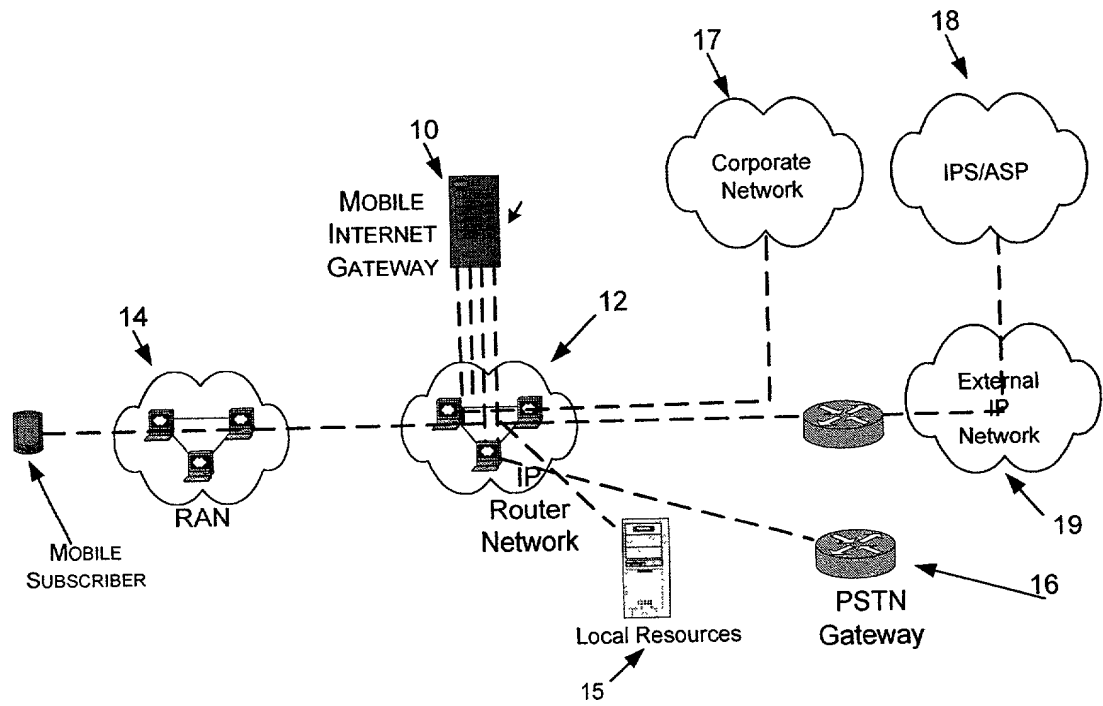 18
17
10
Corporate
Network
IPS/ASP
MOBILE
INTERNET
GATEWAY
14
12
External
IP
Network
IP
Router
Network
RAN
19
MOBILE
SUBSCRIBER
16
PSTN
Gateway
Local Resources
15